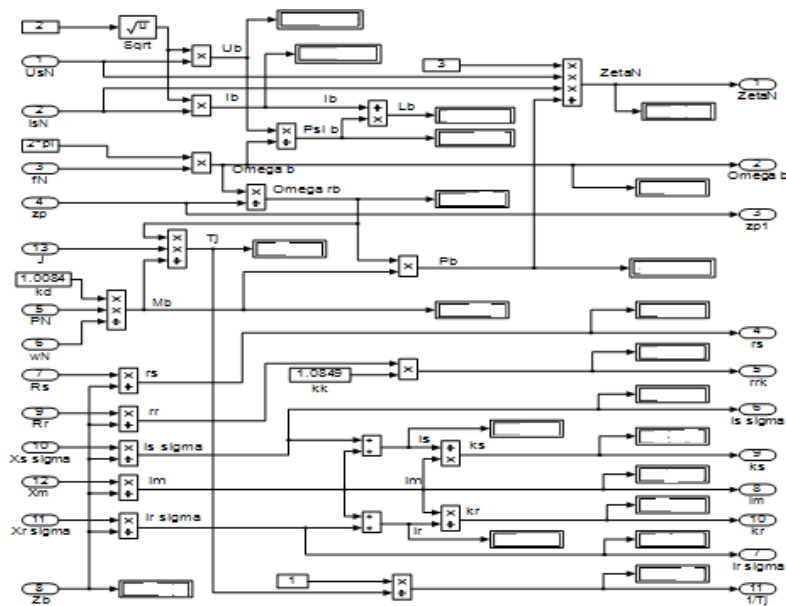 2
√u
Sqrt
1
UsN
Ub
3
ZetaN
1
ZetaN
2
IsN
Ib
Ib
Lb
Psi b
2*pi
3
fN
Omega b
2
Omega b
4
zp
Omega rb
3
zp1
13
J
Tj
Pb
1.0084
kd
5
PN
Mb
6
wN
4
rs
7
Rs
rs
1.0849
kk
5
rrk
9
Rr
rr
6
ls sigma
10
Xs sigma
ls sigma
ls
ks
9
ks
12
Xm
lm
lm
8
lm
11
Xr sigma
lr sigma
kr
10
kr
lr
7
lr sigma
8
Zb
1
11
1/Tj